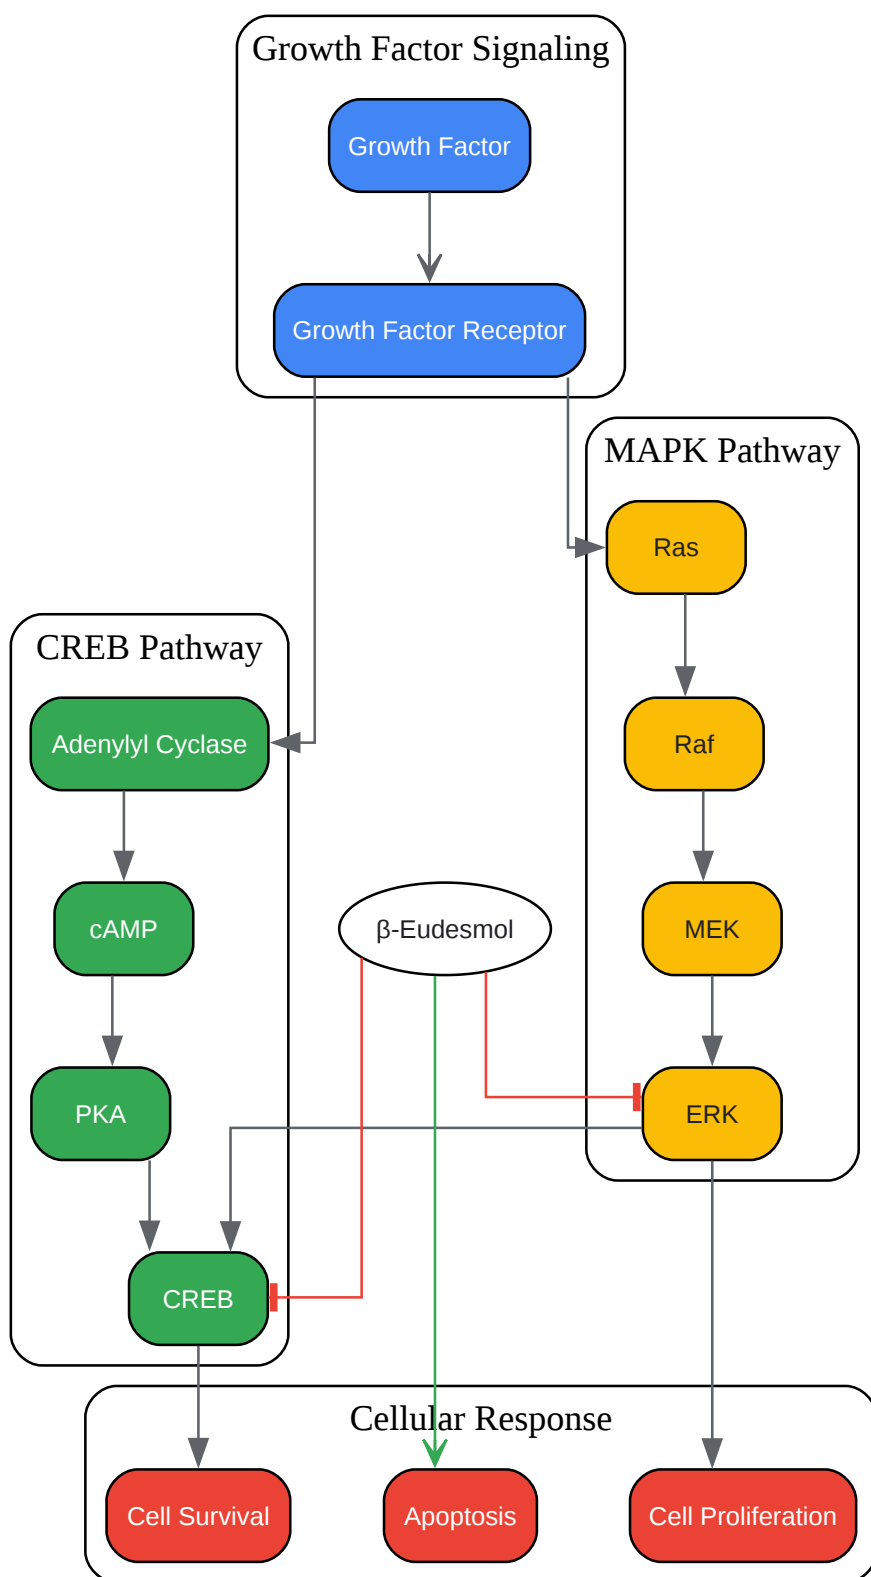 Growth Factor Signaling
Growth Factor
Growth Factor Receptor
MAPK Pathway
Ras
CREB Pathway
Adenylyl Cyclase
Raf
cAMP
β-Eudesmol
MEK
PKA
ERK
CREB
Cellular Response
Cell Survival
Apoptosis
Cell Proliferation